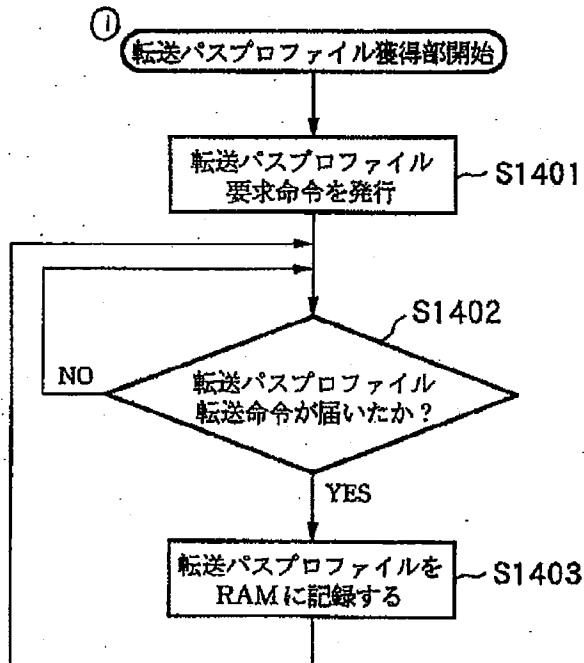 ①
転送パスプロファイル獲得部開始
転送パスプロファイル
要求命令を発行
S1401
S1402
転送パスプロファイル
転送命令が届いたか？
NO
YES
転送パスプロファイルを
RAMに記録する
S1403